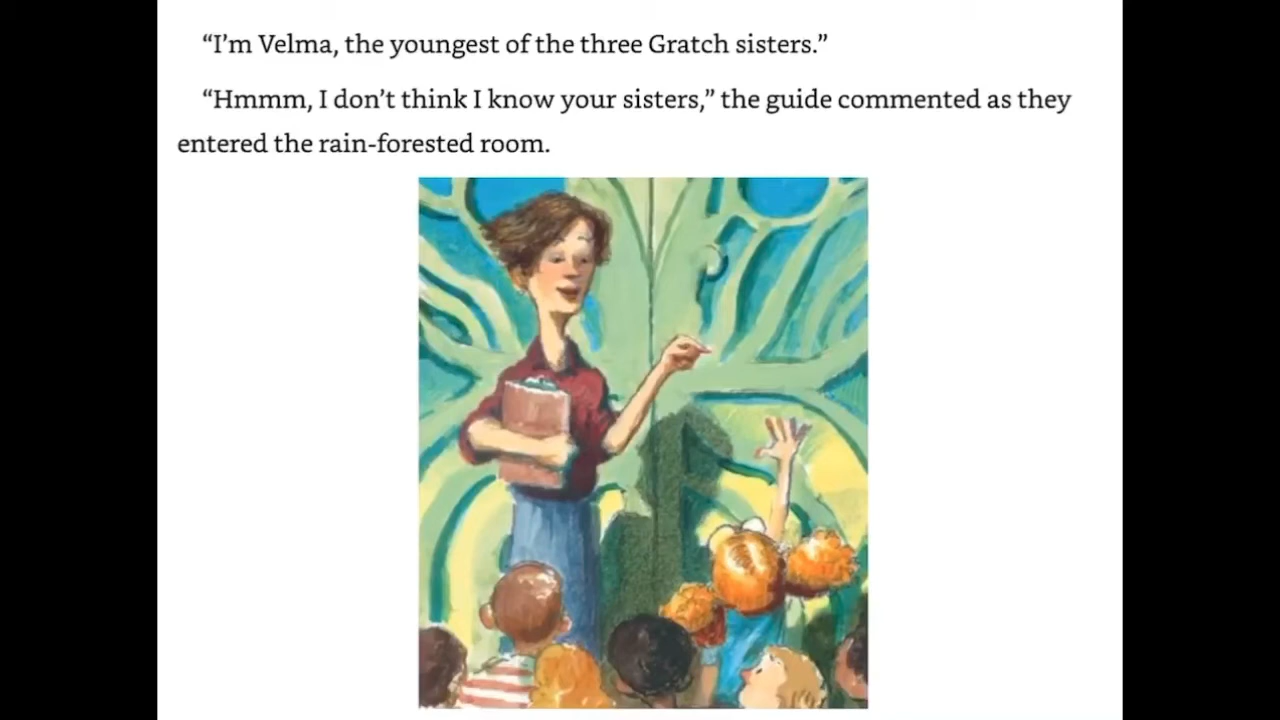 “I’m Velma, the youngest of the three Gratch sisters.”
“Hmmm, I don’t think I know your sisters,” the guide commented as they
entered the rain-forested room.